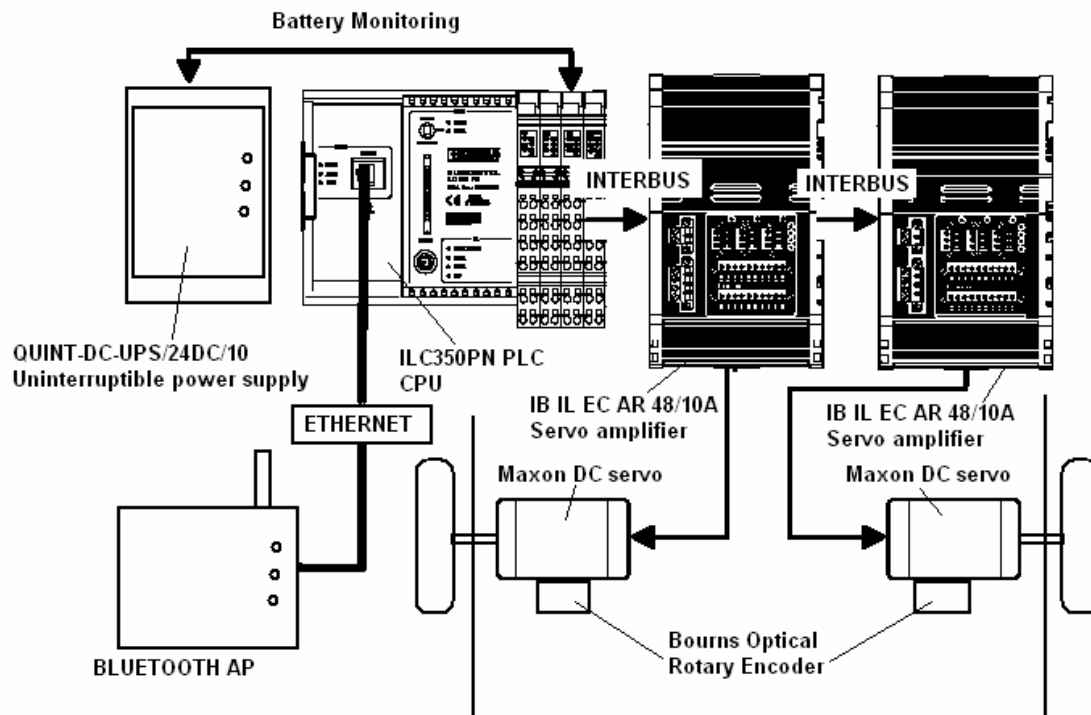 Battery Monitoring
INTERBUS
INTERBUS
QUINT-DC-UPS/24DC/10
Uninterruptible power supply
ILC350PN PLC
CPU
IB IL EC AR 48/10A
Servo amplifier
IB IL EC AR 48/10A
Servo amplifier
ETHERNET
Maxon DC servo
Maxon DC servo
Bourns Optical
Rotary Encoder
BLUETOOTH AP